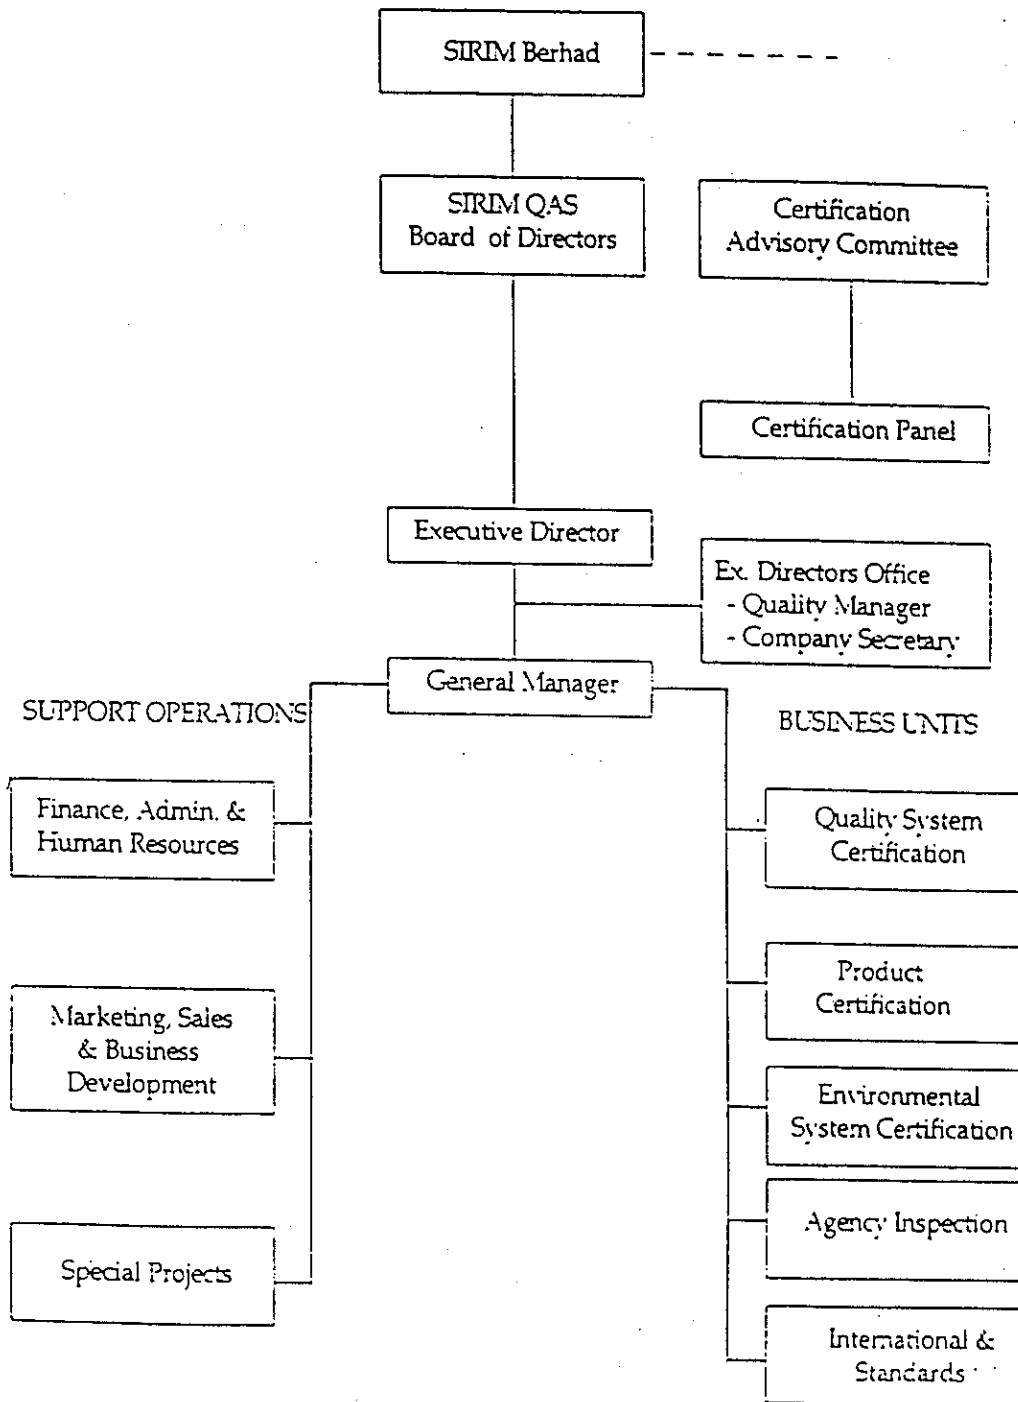 SIRIM Berhad
SIRIM QAS
Board of Directors
Certification
Advisory Committee
Certification Panel
Executive Director
Ex. Directors Office
- Quality Manager
- Company Secretary
General Manager
SUPPORT OPERATIONS
BUSINESS UNITS
Finance, Admin. &
Human Resources
Marketing, Sales
& Business
Development
Special Projects
Quality System
Certification
Product
Certification
Environmental
System Certification
Agency Inspection
International &
Standards